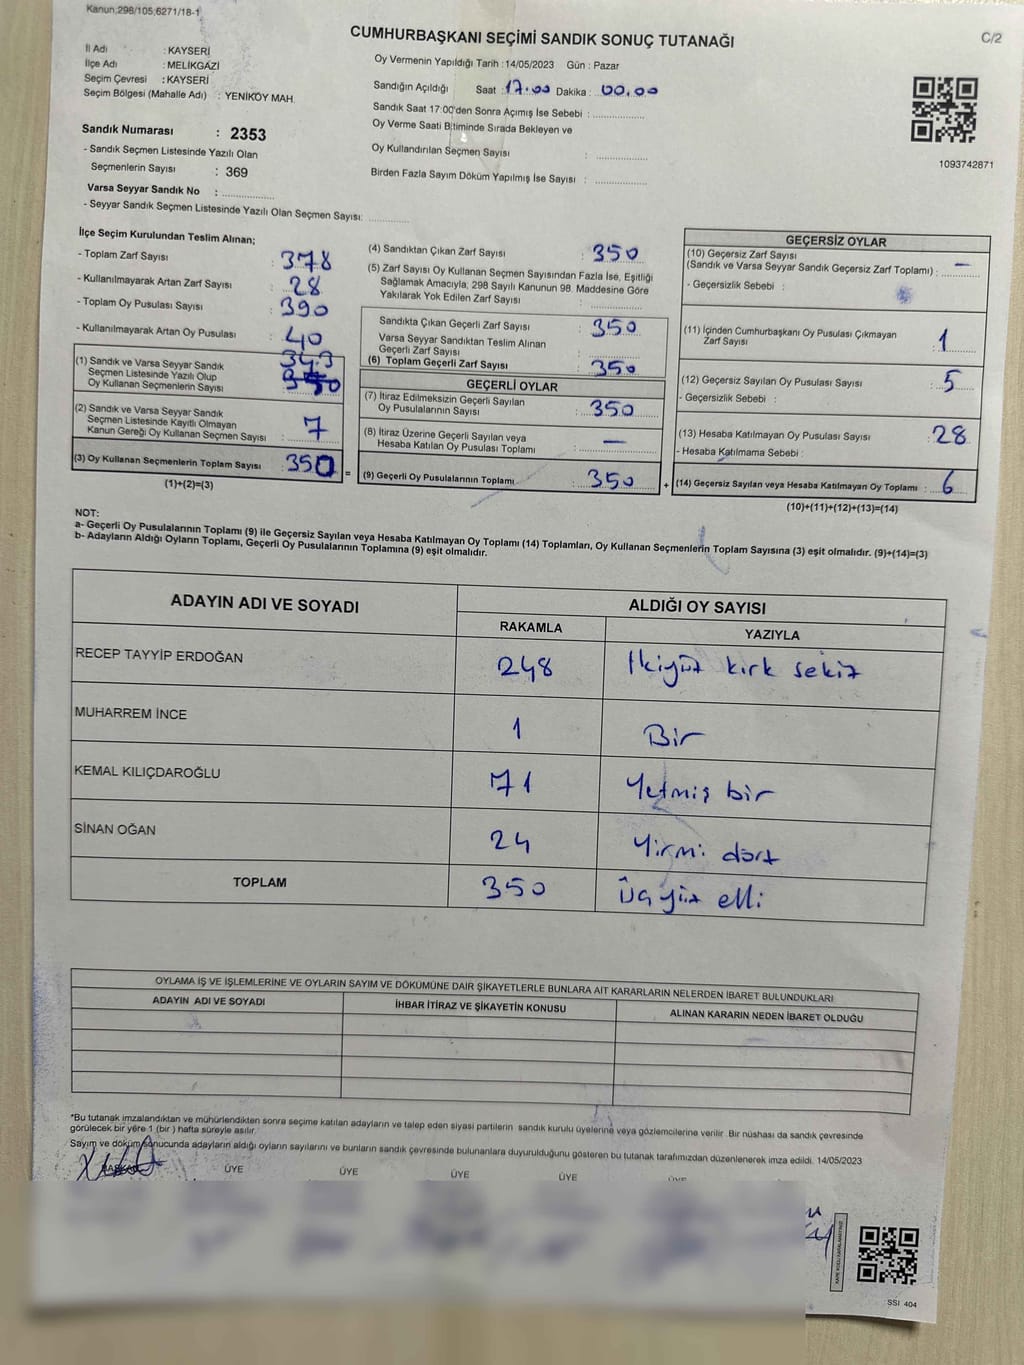 Kanun:298/105;6271/18-1
C/2
CUMHURBAŞKANI SEÇİMİ SANDIK SONUÇ TUTANAĞI
İl Adı : KAYSERİ
İlçe Adı : MELİKGAZİ
Seçim Çevresi : KAYSERİ
Seçim Bölgesi (Mahalle Adı) : YENİKÖY MAH.
Sandık Numarası : 2353
- Sandık Seçmen Listesinde Yazılı Olan
Seçmenlerin Sayısı : 369
Varsa Seyyar Sandık No :
- Seyyar Sandık Seçmen Listesinde Yazılı Olan Seçmen Sayısı:
Oy Vermenin Yapıldığı Tarih : 14/05/2023 Gün : Pazar
Sandığın Açıldığı Saat : 17.00 Dakika : 00.00
Sandık Saat 17:00'den Sonra Açımış İse Sebebi :
Oy Verme Saati Bitiminde Sırada Bekleyen ve
Oy Kullandırılan Seçmen Sayısı :
Birden Fazla Sayım Döküm Yapılmış İse Sayısı :
1093742871
İlçe Seçim Kurulundan Teslim Alınan;
- Toplam Zarf Sayısı : 378
- Kullanılmayarak Artan Zarf Sayısı : 28
- Toplam Oy Pusulası Sayısı : 390
- Kullanılmayarak Artan Oy Pusulası : 40
(1) Sandık ve Varsa Seyyar Sandık
Seçmen Listesinde Yazılı Olup
Oy Kullanan Seçmenlerin Sayısı : 343
(2) Sandık ve Varsa Seyyar Sandık
Seçmen Listesinde Kayıtlı Olmayan
Kanun Gereği Oy Kullanan Seçmen Sayısı : 7
(3) Oy Kullanan Seçmenlerin Toplam Sayısı : 350
(1)+(2)=(3)
=
(4) Sandıktan Çıkan Zarf Sayısı : 350
(5) Zarf Sayısı Oy Kullanan Seçmen Sayısından Fazla İse, Eşitliği
Sağlamak Amacıyla; 298 Sayılı Kanunun 98. Maddesine Göre
Yakılarak Yok Edilen Zarf Sayısı :
Sandıkta Çıkan Geçerli Zarf Sayısı : 350
Varsa Seyyar Sandıktan Teslim Alınan
Geçerli Zarf Sayısı :
(6) Toplam Geçerli Zarf Sayısı : 350
GEÇERLİ OYLAR
(7) İtiraz Edilmeksizin Geçerli Sayılan
Oy Pusulalarının Sayısı : 350
(8) İtiraz Üzerine Geçerli Sayılan veya
Hesaba Katılan Oy Pusulası Toplamı : —
(9) Geçerli Oy Pusulalarının Toplamı : 350
+
GEÇERSİZ OYLAR
(10) Geçersiz Zarf Sayısı
(Sandık ve Varsa Seyyar Sandık Geçersiz Zarf Toplamı) : —
- Geçersizlik Sebebi :
(11) İçinden Cumhurbaşkanı Oy Pusulası Çıkmayan
Zarf Sayısı : 1
(12) Geçersiz Sayılan Oy Pusulası Sayısı : 5
- Geçersizlik Sebebi :
(13) Hesaba Katılmayan Oy Pusulası Sayısı : 28
- Hesaba Katılmama Sebebi :
(14) Geçersiz Sayılan veya Hesaba Katılmayan Oy Toplamı : 6
(10)+(11)+(12)+(13)=(14)
NOT:
a- Geçerli Oy Pusulalarının Toplamı (9) ile Geçersiz Sayılan veya Hesaba Katılmayan Oy Toplamı (14) Toplamları, Oy Kullanan Seçmenlerin Toplam Sayısına (3) eşit olmalıdır. (9)+(14)=(3)
b- Adayların Aldığı Oyların Toplamı, Geçerli Oy Pusulalarının Toplamına (9) eşit olmalıdır.
ADAYIN ADI VE SOYADI
ALDIĞI OY SAYISI
RAKAMLA YAZIYLA
RECEP TAYYİP ERDOĞAN 248 İkiyüz kırk sekiz
MUHARREM İNCE 1 Bir
KEMAL KILIÇDAROĞLU 71 Yetmiş bir
SİNAN OĞAN 24 Yirmi dört
TOPLAM 350 Üçyüz elli
OYLAMA İŞ VE İŞLEMLERİNE VE OYLARIN SAYIM VE DÖKÜMÜNE DAİR ŞİKAYETLERLE BUNLARA AİT KARARLARIN NELERDEN İBARET BULUNDUKLARI
ADAYIN ADI VE SOYADI İHBAR İTİRAZ VE ŞİKAYETİN KONUSU ALINAN KARARIN NEDEN İBARET OLDUĞU
*Bu tutanak imzalandıktan ve mühürlendikten sonra seçime katılan adayların ve talep eden siyasi partilerin sandık kurulu üyelerine veya gözlemcilerine verilir. Bir nüshası da sandık çevresinde
görülecek bir yere 1 (bir ) hafta süreyle asılır.
Sayım ve döküm sonucunda adayların aldığı oyların sayılarını ve bunların sandık çevresinde bulunanlara duyurulduğunu gösteren bu tutanak tarafımızdan düzenlenerek imza edildi. 14/05/2023
BAŞKAN ÜYE ÜYE ÜYE ÜYE ÜYE
SSI 404